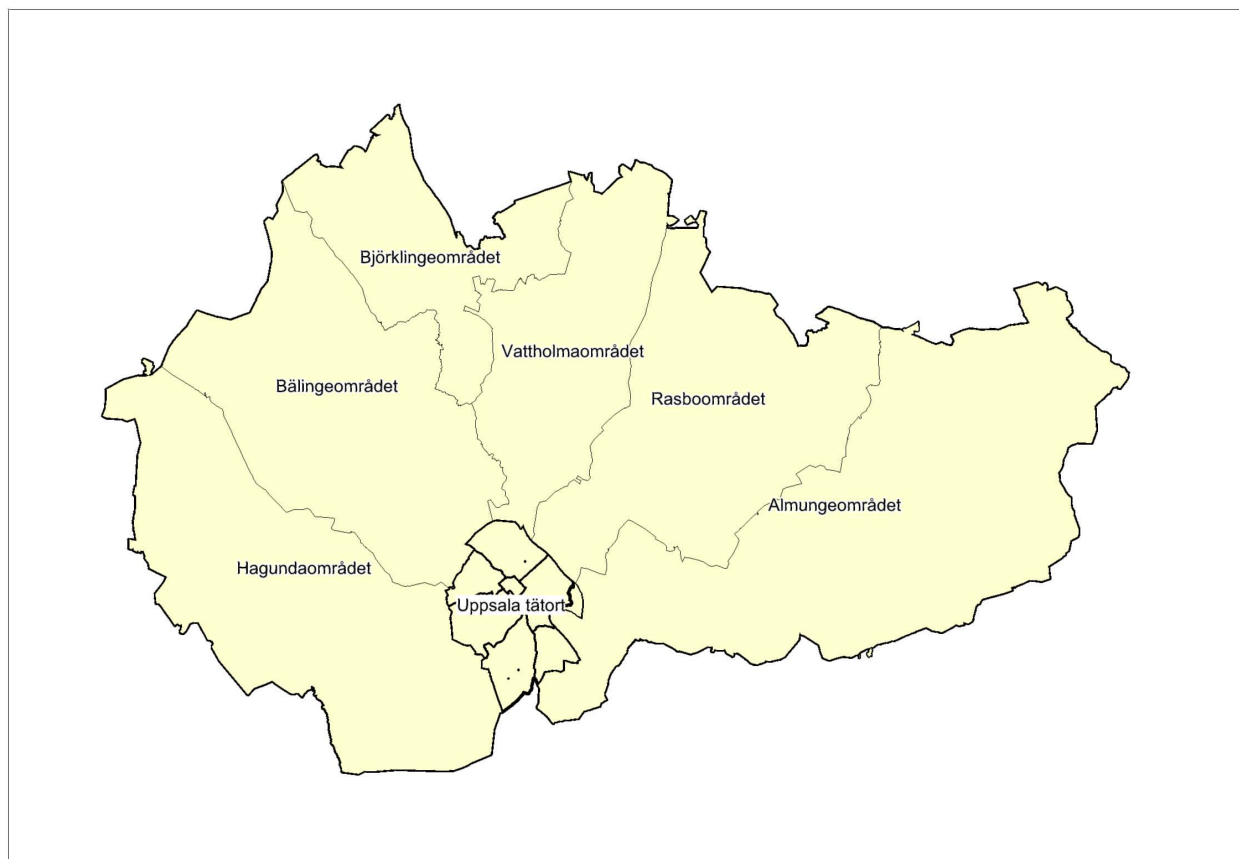 Björklingeområdet
Vattholmaområdet
Bälingeområdet
Rasboområdet
Almungeområdet
Hagundaområdet
Uppsala tätort